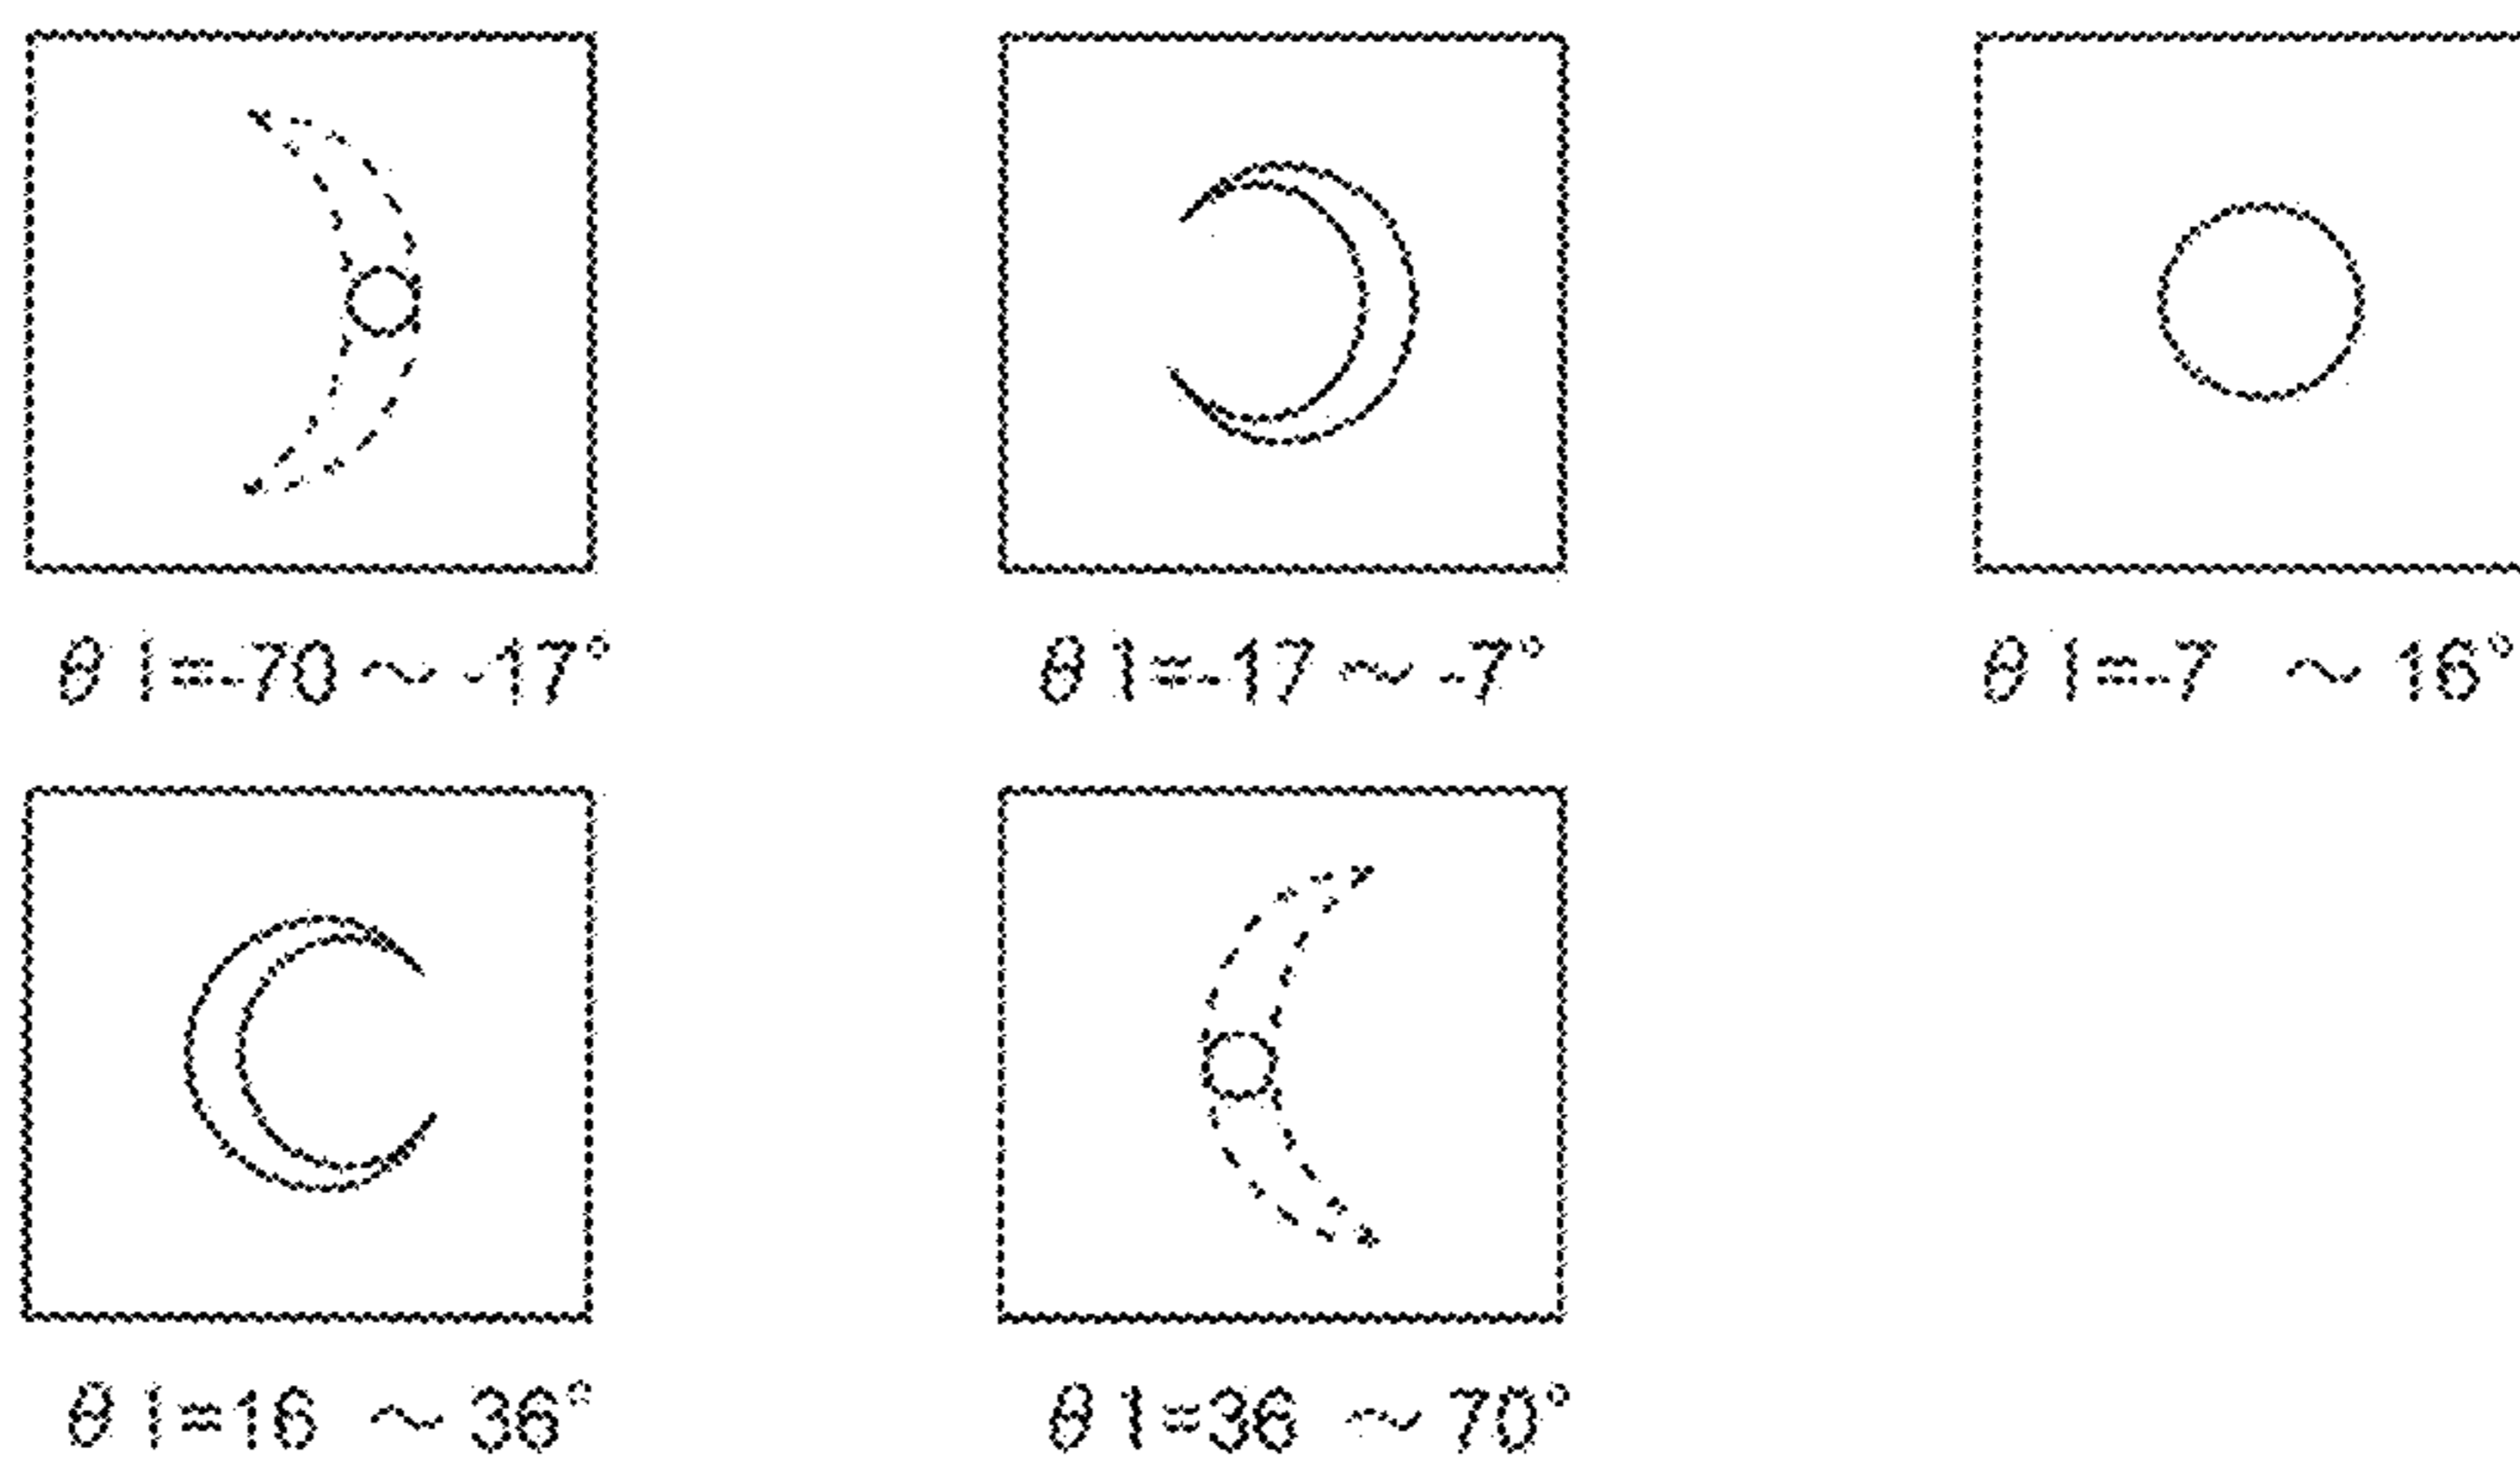 θ1=-70 ~ -17°
θ1=-17 ~ -7°
θ1=-7 ~ 16°
θ1=16 ~ 36°
θ1=36 ~ 70°